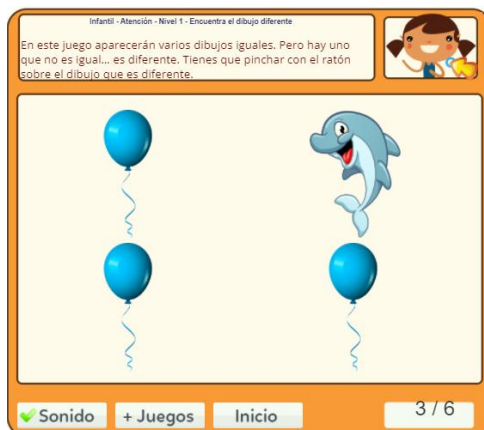 Infantil - Atención - Nivel 1 - Encuentra el dibujo diferente
En este juego aparecerán varios dibujos iguales. Pero hay uno
que no es igual... es diferente. Tienes que pinchar con el ratón
sobre el dibujo que es diferente.
Sonido + Juegos Inicio 3 / 6